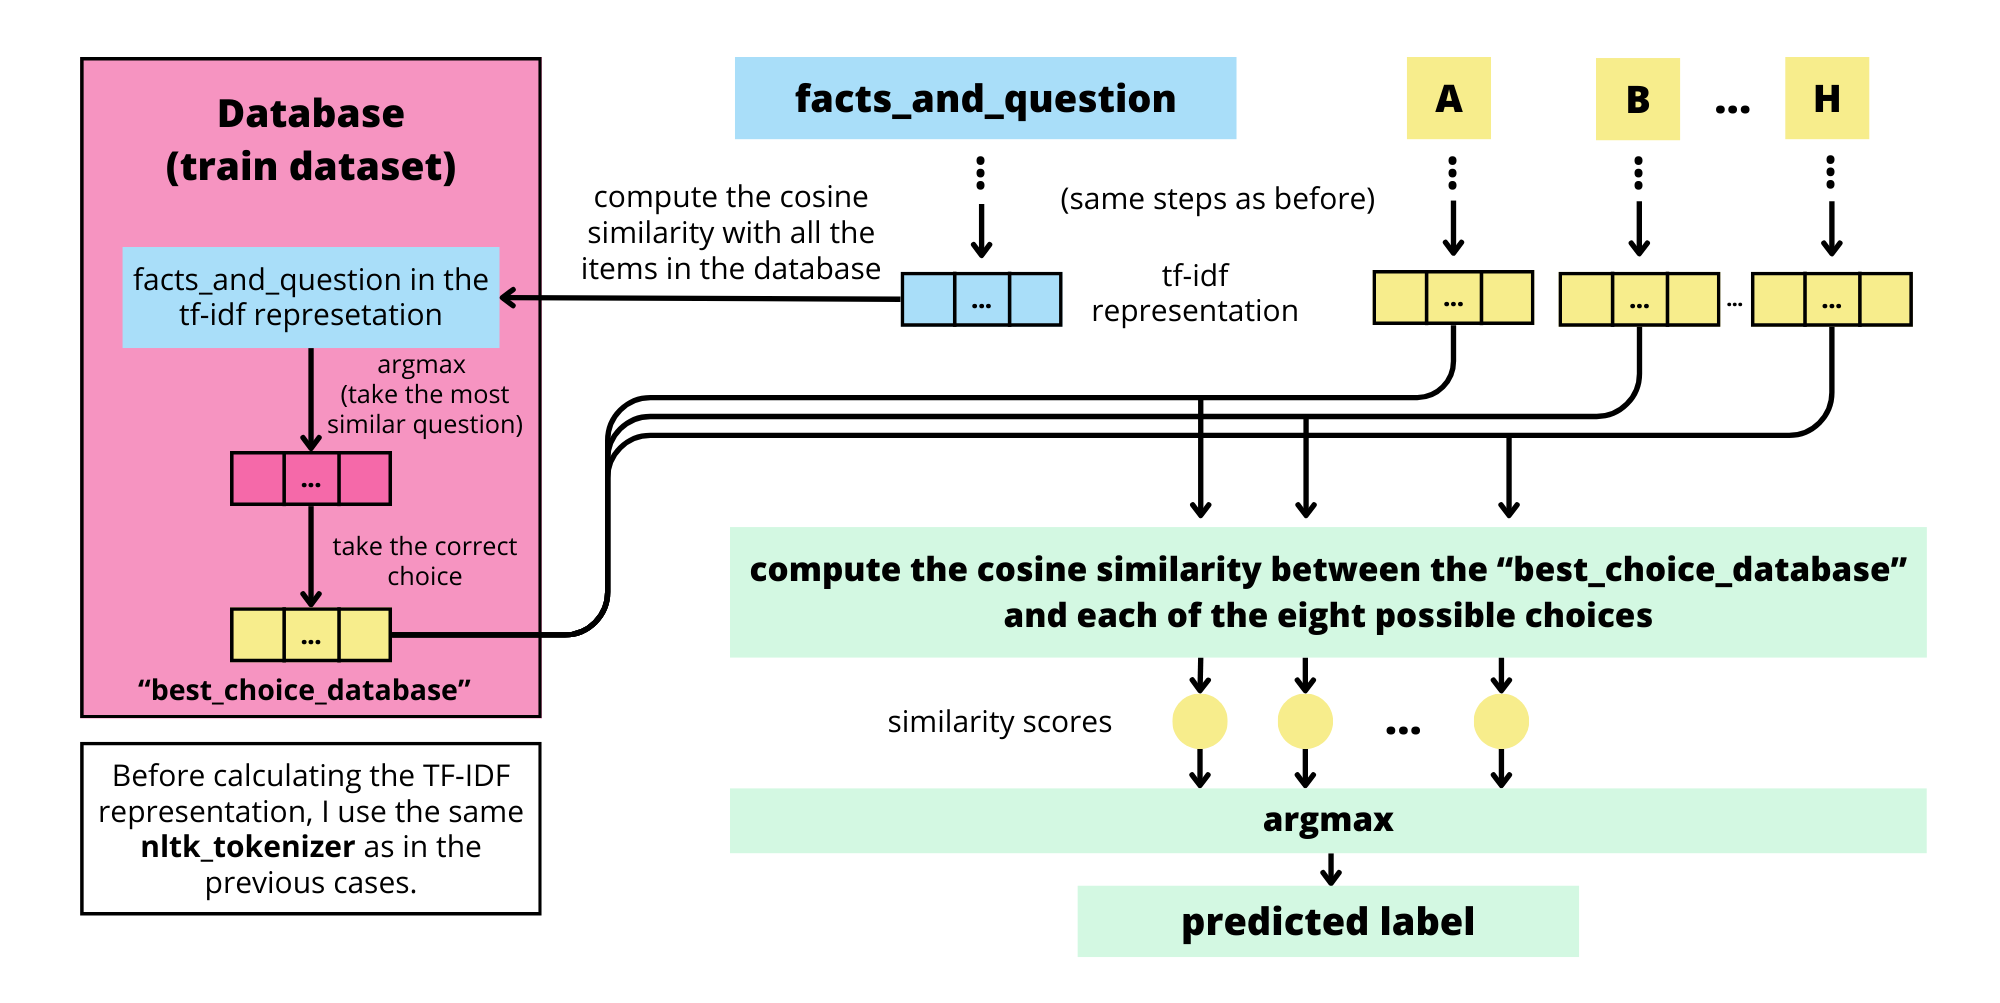 Database
(train dataset)
facts_and_question
A
B
...
H
compute the cosine
similarity with all the
items in the database
(same steps as before)
facts_and_question in the
tf-idf represetation
...
tf-idf
representation
...
...
...
...
argmax
(take the most
similar question)
...
take the correct
choice
...
“best_choice_database”
compute the cosine similarity between the “best_choice_database”
and each of the eight possible choices
similarity scores
...
argmax
predicted label
Before calculating the TF-IDF
representation, I use the same
nltk_tokenizer as in the
previous cases.